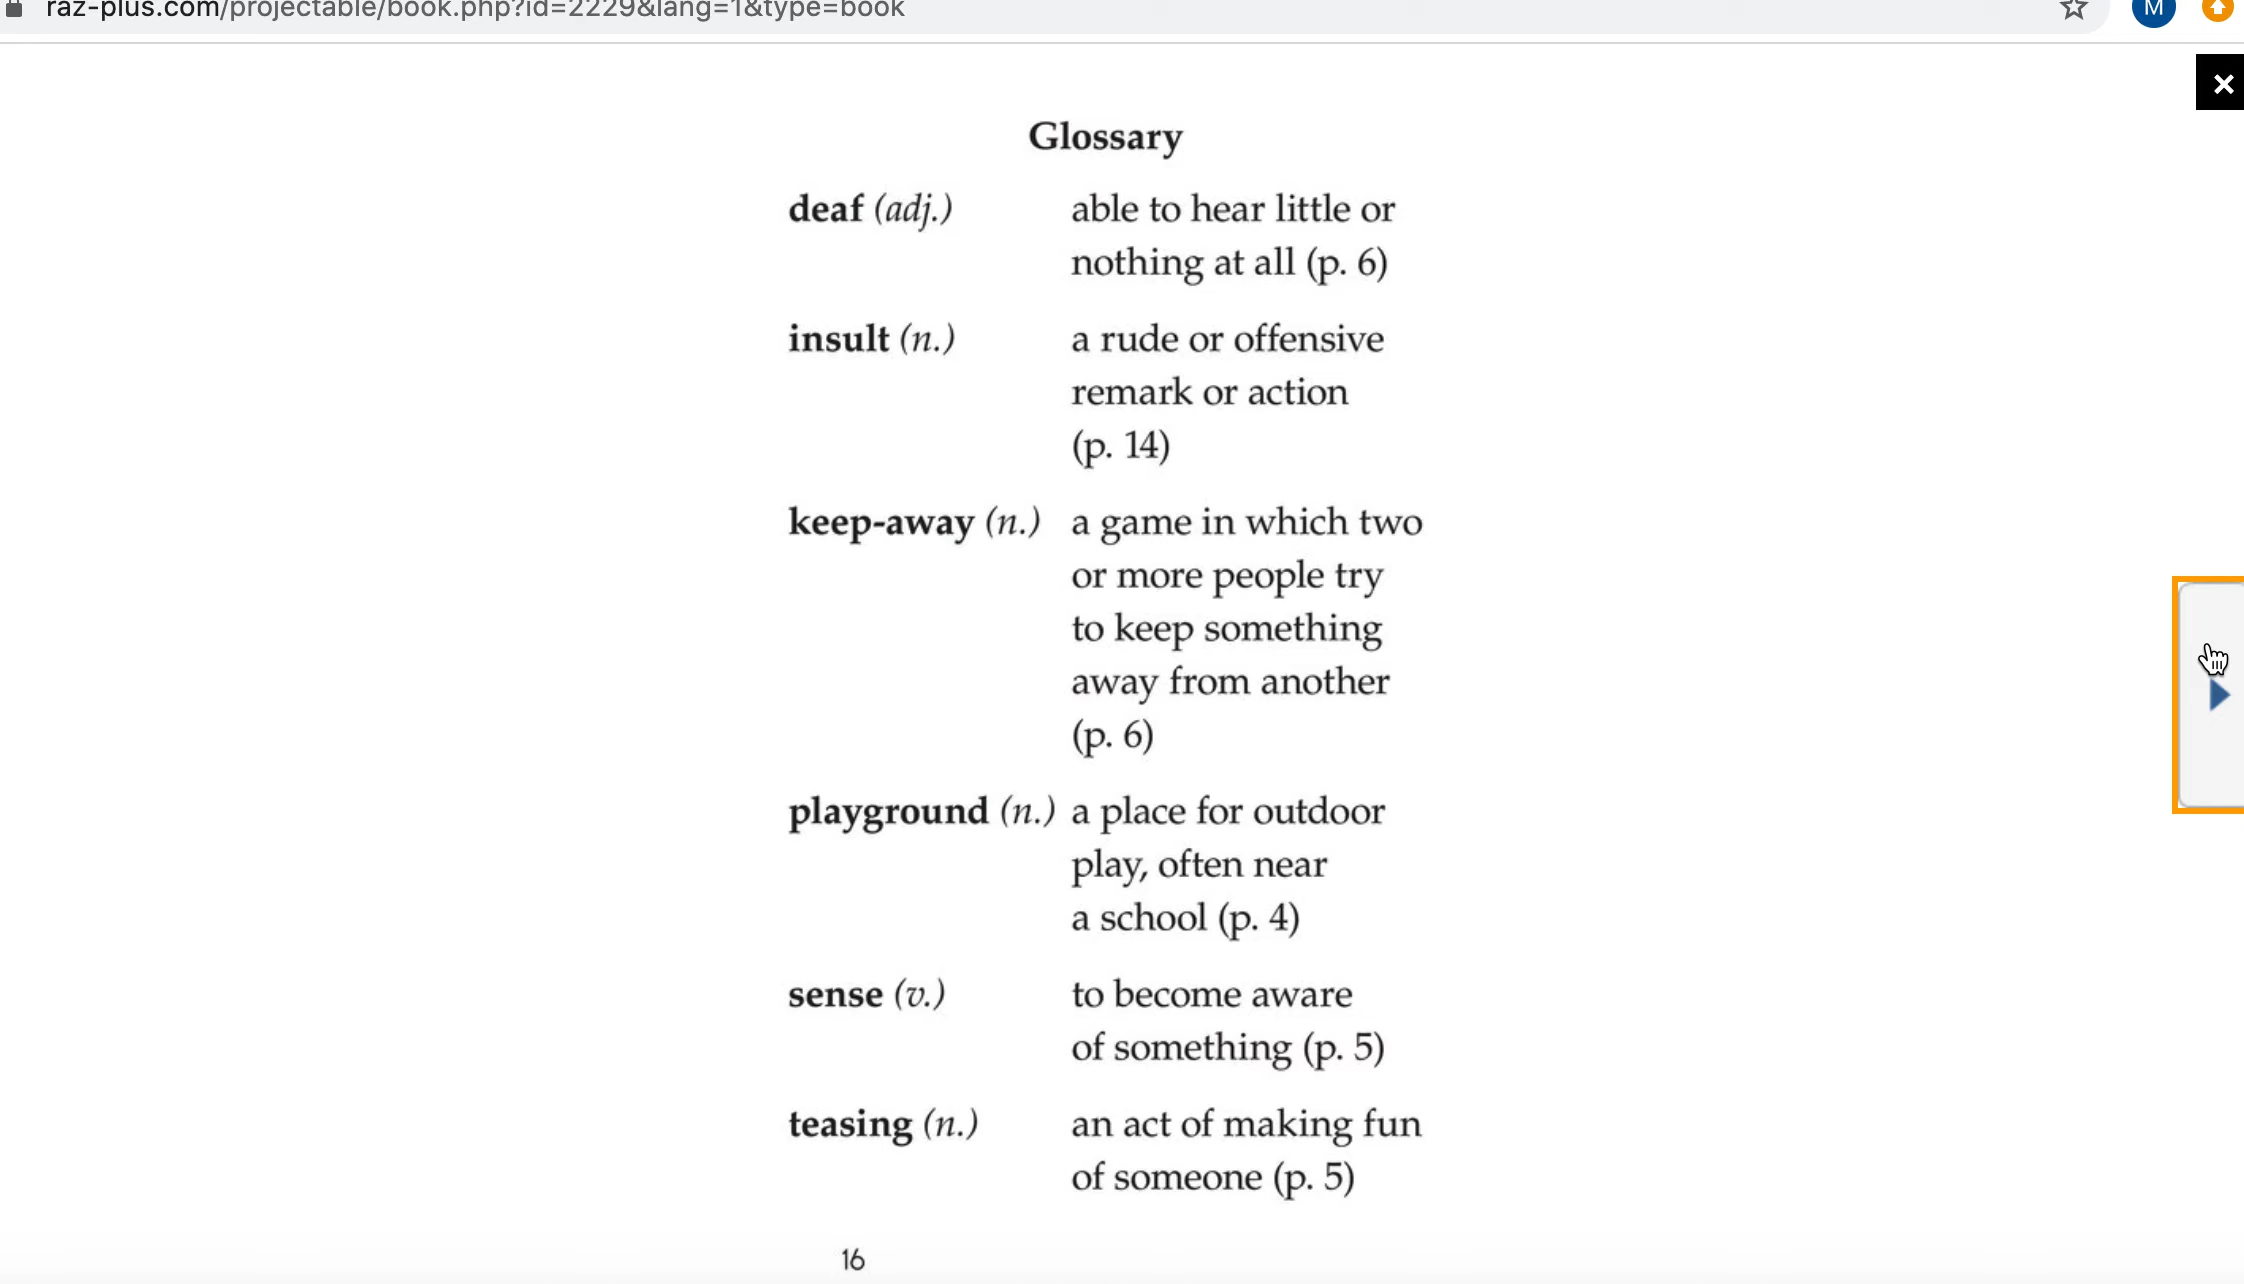 raz-plus.com/projectable/book.php?id=2229&lang=1&type=book
M
Glossary
deaf (adj.) able to hear little or
nothing at all (p. 6)
insult (n.) a rude or offensive
remark or action
(p. 14)
keep-away (n.) a game in which two
or more people try
to keep something
away from another
(p. 6)
playground (n.) a place for outdoor
play, often near
a school (p. 4)
sense (v.) to become aware
of something (p. 5)
teasing (n.) an act of making fun
of someone (p. 5)
16